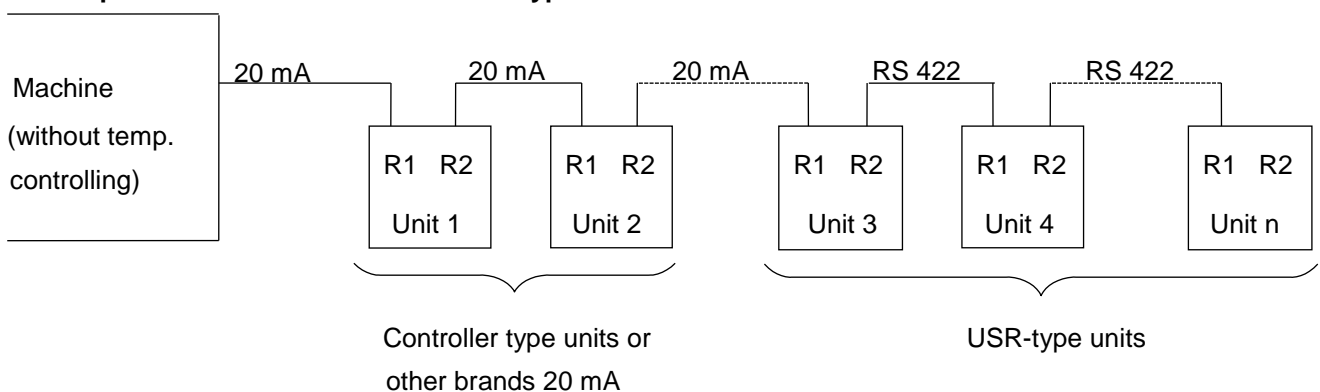 20 mA 20 mA 20 mA RS 422 RS 422
Machine
(without temp.
controlling)
R1 R2 R1 R2 R1 R2 R1 R2 R1 R2
Unit 1 Unit 2 Unit 3 Unit 4 Unit n
Controller type units or
other brands 20 mA
USR-type units